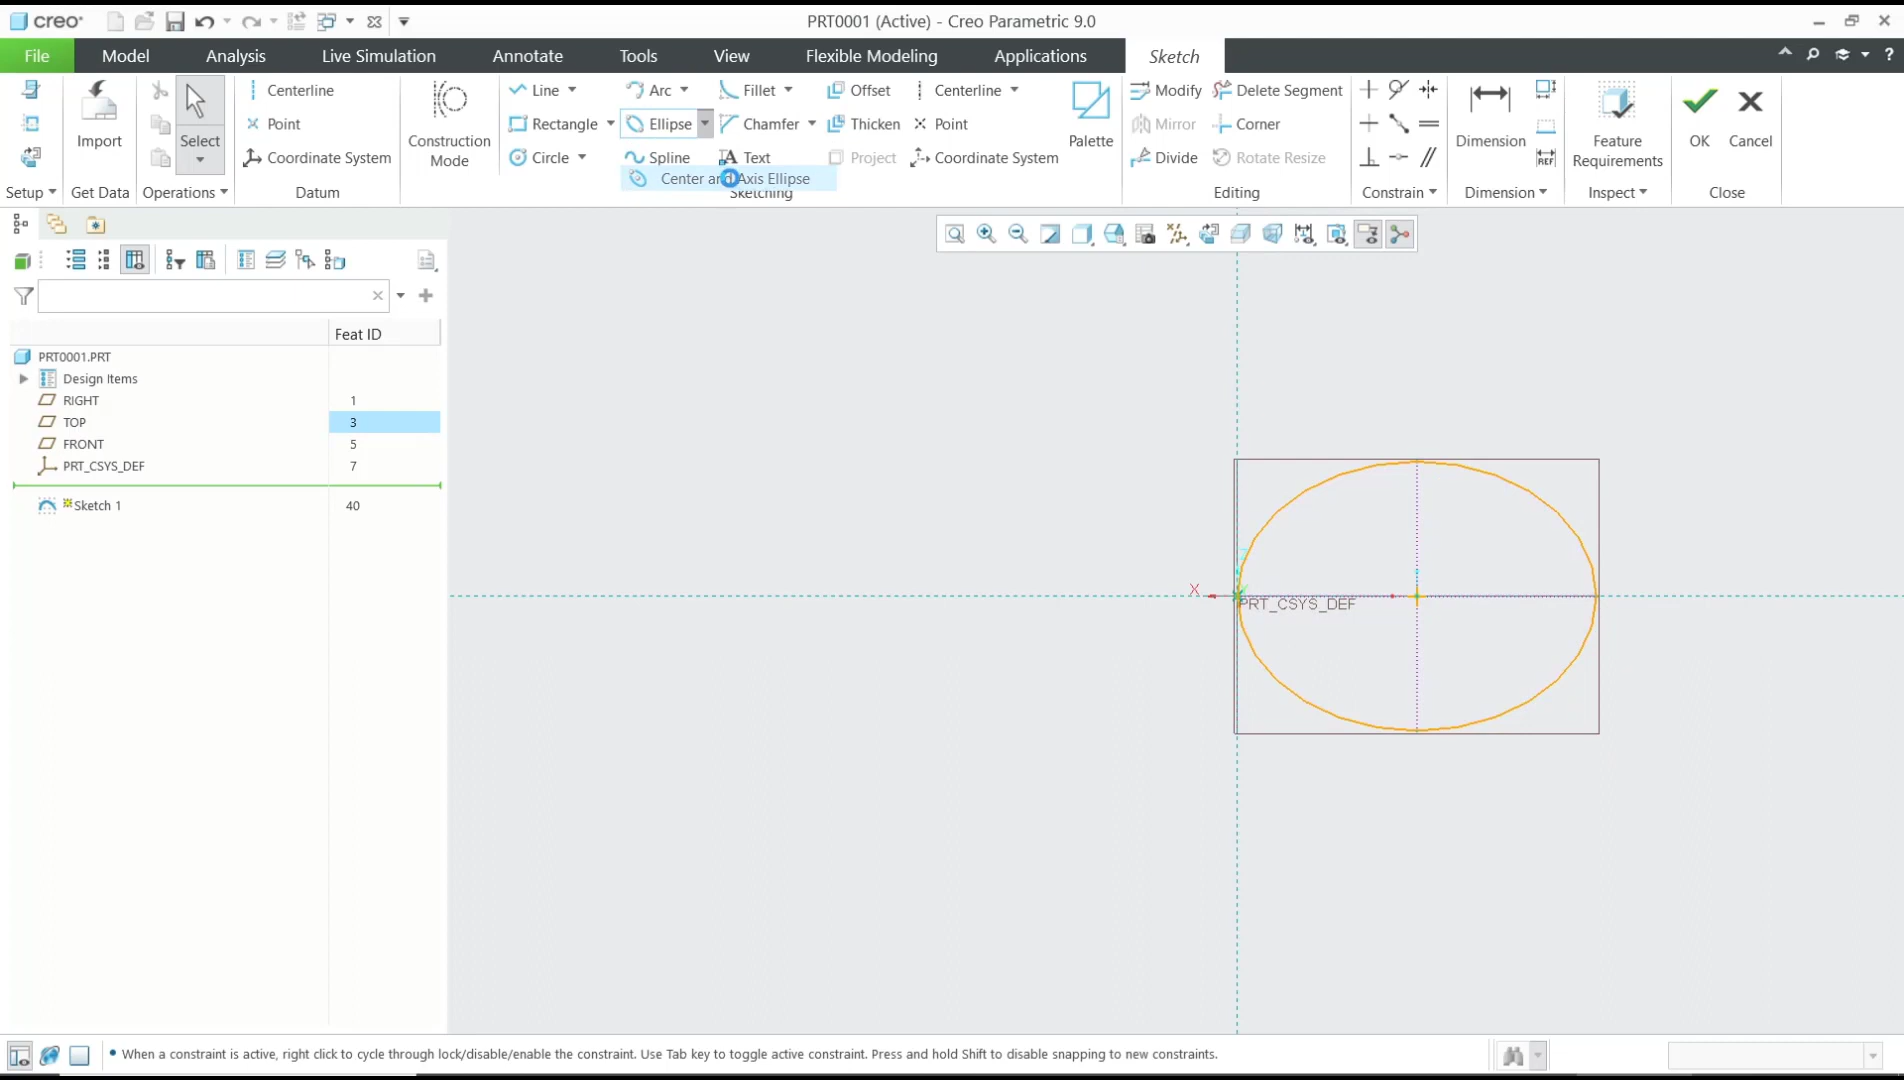 creo
PRT0001 (Active) - Creo Parametric 9.0
File Model Analysis Live Simulation Annotate Tools View Flexible Modeling Applications Sketch
Centerline Line Arc Fillet Offset Centerline Modify Delete Segment
Point Rectangle Ellipse Chamfer Thicken Point Mirror Corner
Import Select Construction Mode Palette Dimension Feature Requirements OK Cancel
Coordinate System Circle Spline Text Project Coordinate System Divide Rotate Resize
REF
Center and Axis Ellipse
Setup Get Data Operations Datum Sketching Editing Constrain Dimension Inspect Close
Feat ID
PRT0001.PRT
Design Items
RIGHT 1
TOP 3
FRONT 5
PRT_CSYS_DEF 7
Sketch 1 40
X
PRT_CSYS_DEF
When a constraint is active, right click to cycle through lock/disable/enable the constraint. Use Tab key to toggle active constraint. Press and hold Shift to disable snapping to new constraints.